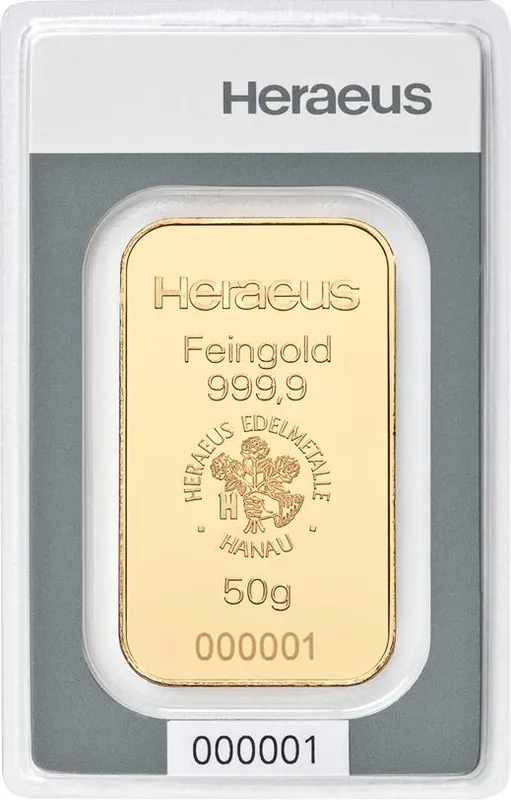 Heraeus
Heraeus
Feingold
999,9
HERAEUS EDELMETALLE
H
· HANAU ·
50g
000001
000001